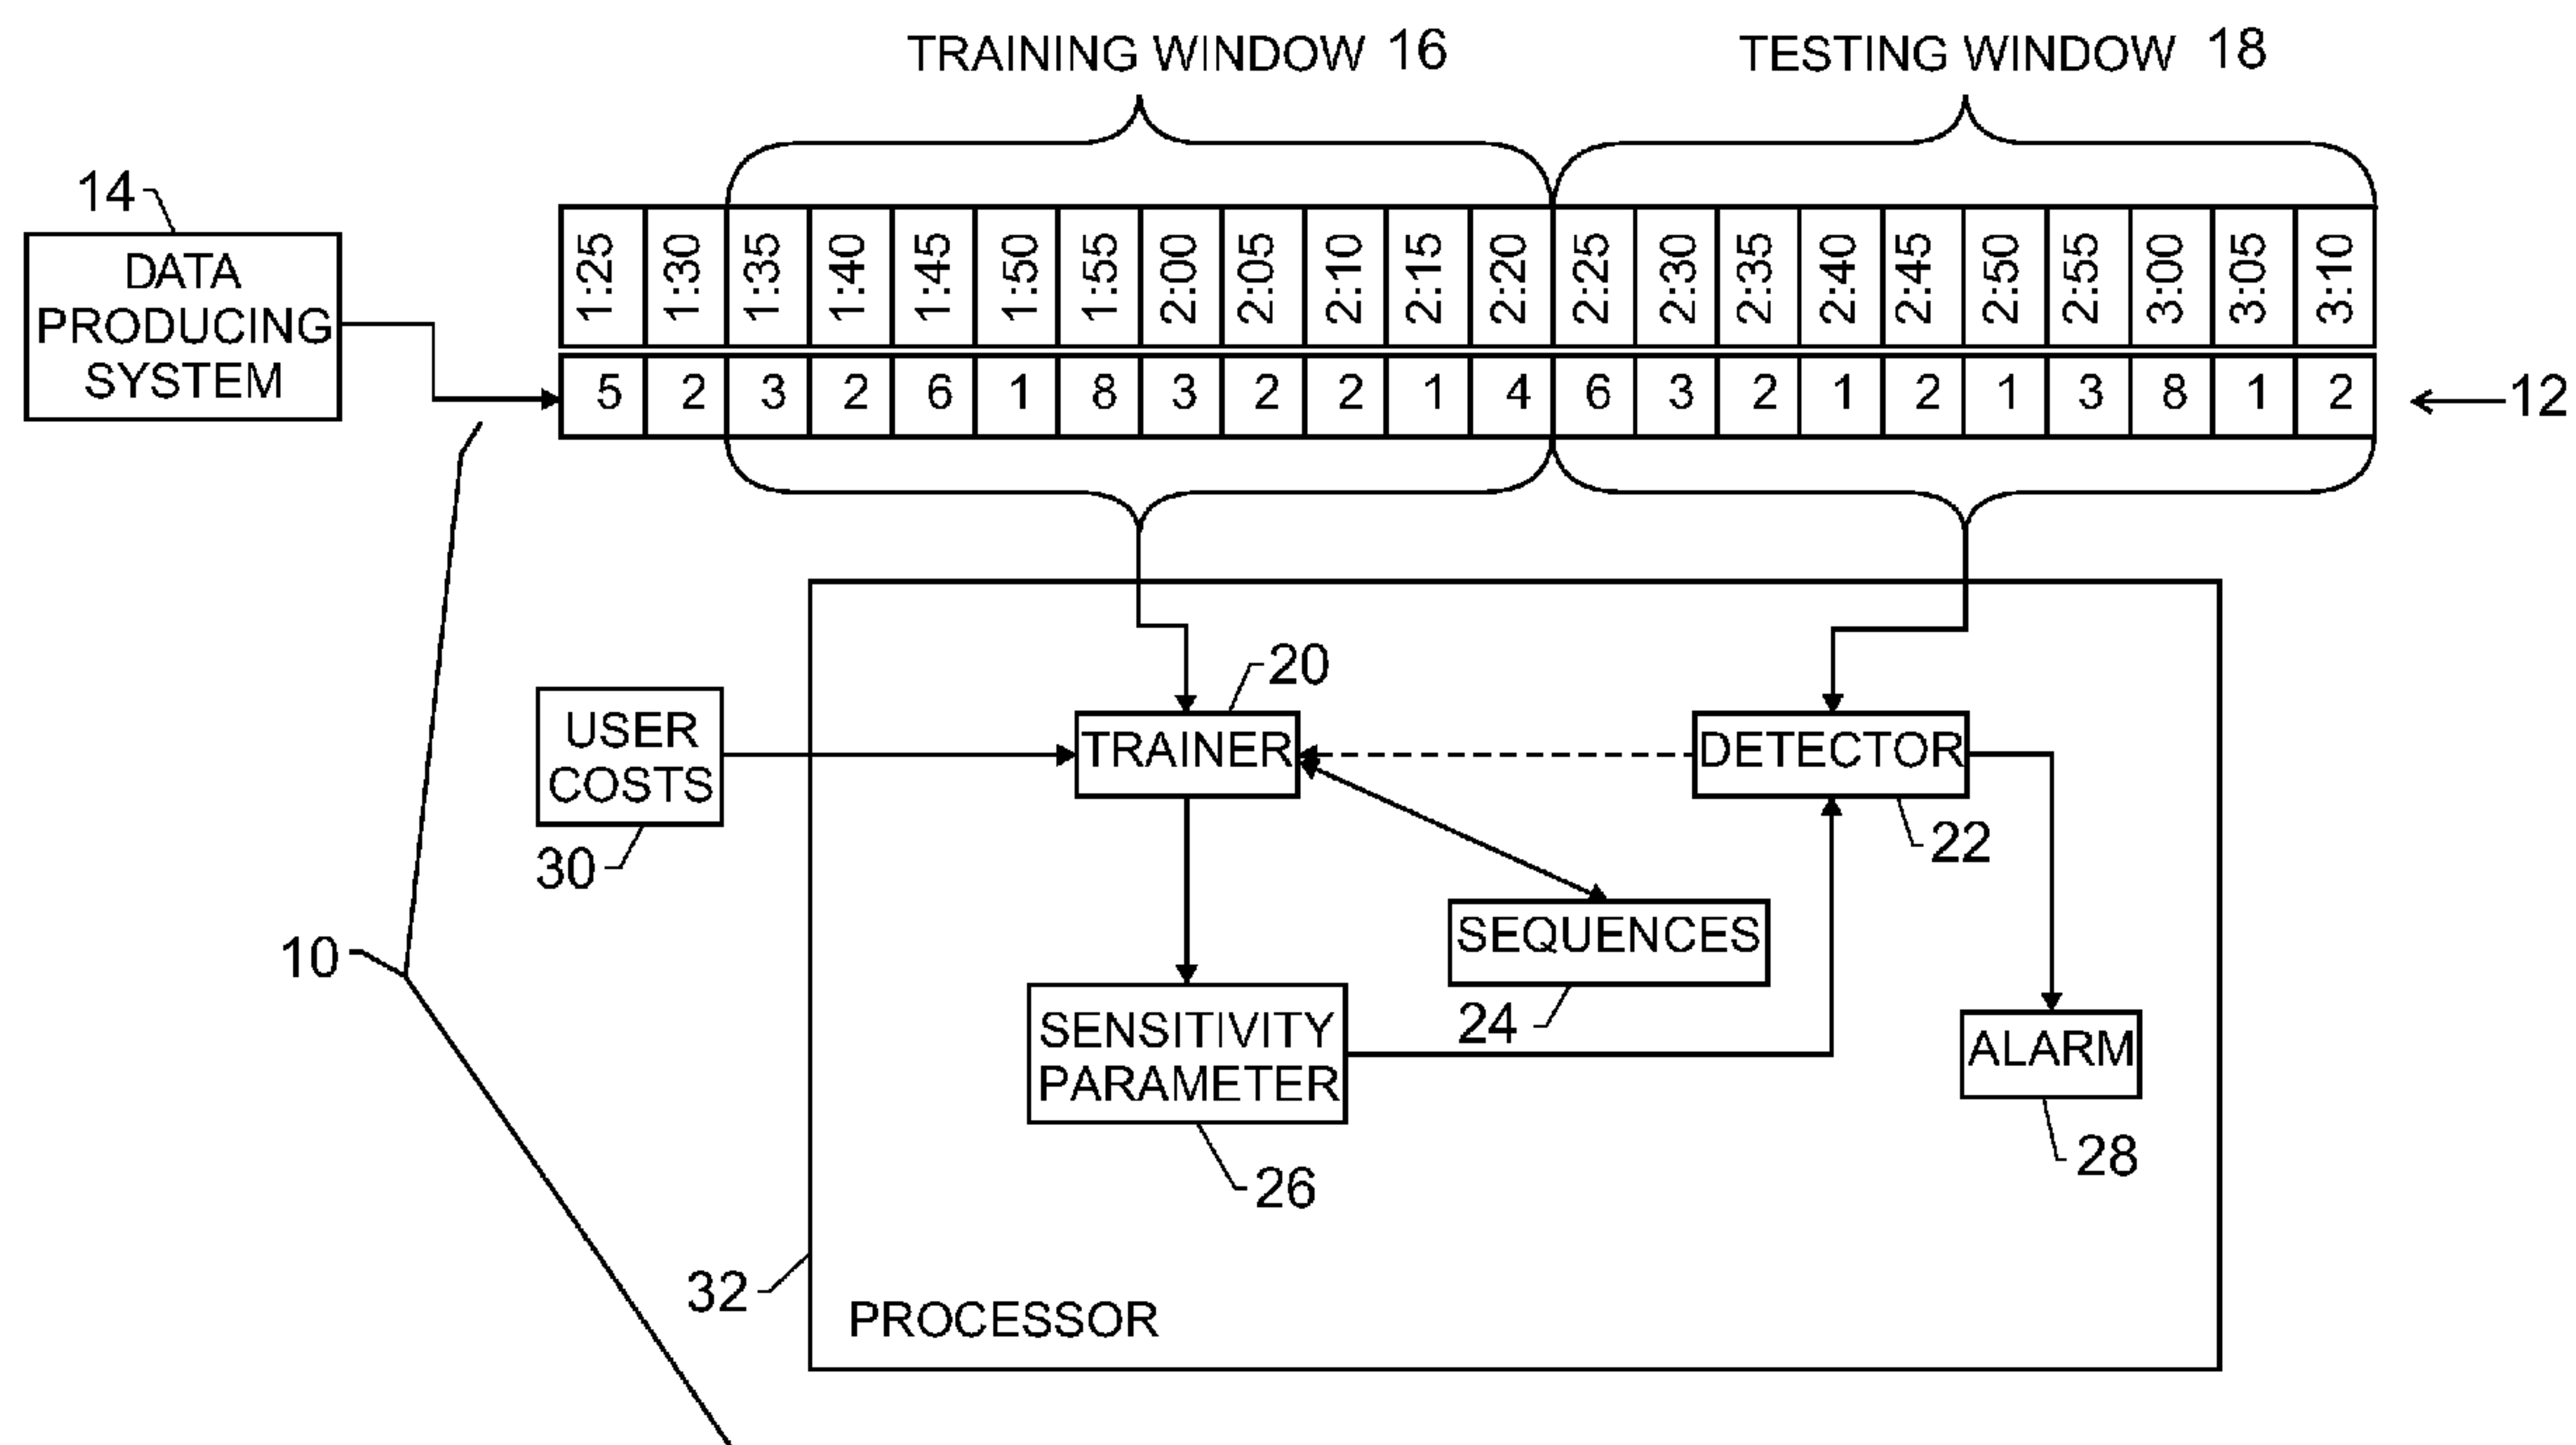 TRAINING WINDOW 16
TESTING WINDOW 18
14
DATA
PRODUCING
SYSTEM
1:25 1:30 1:35 1:40 1:45 1:50 1:55 2:00 2:05 2:10 2:15 2:20 2:25 2:30 2:35 2:40 2:45 2:50 2:55 3:00 3:05 3:10
5 2 3 2 6 1 8 3 2 2 1 4 6 3 2 1 2 1 3 8 1 2
12
20
USER
COSTS
30
TRAINER
DETECTOR
22
SEQUENCES
24
10
SENSITIVITY
PARAMETER
26
ALARM
28
32
PROCESSOR